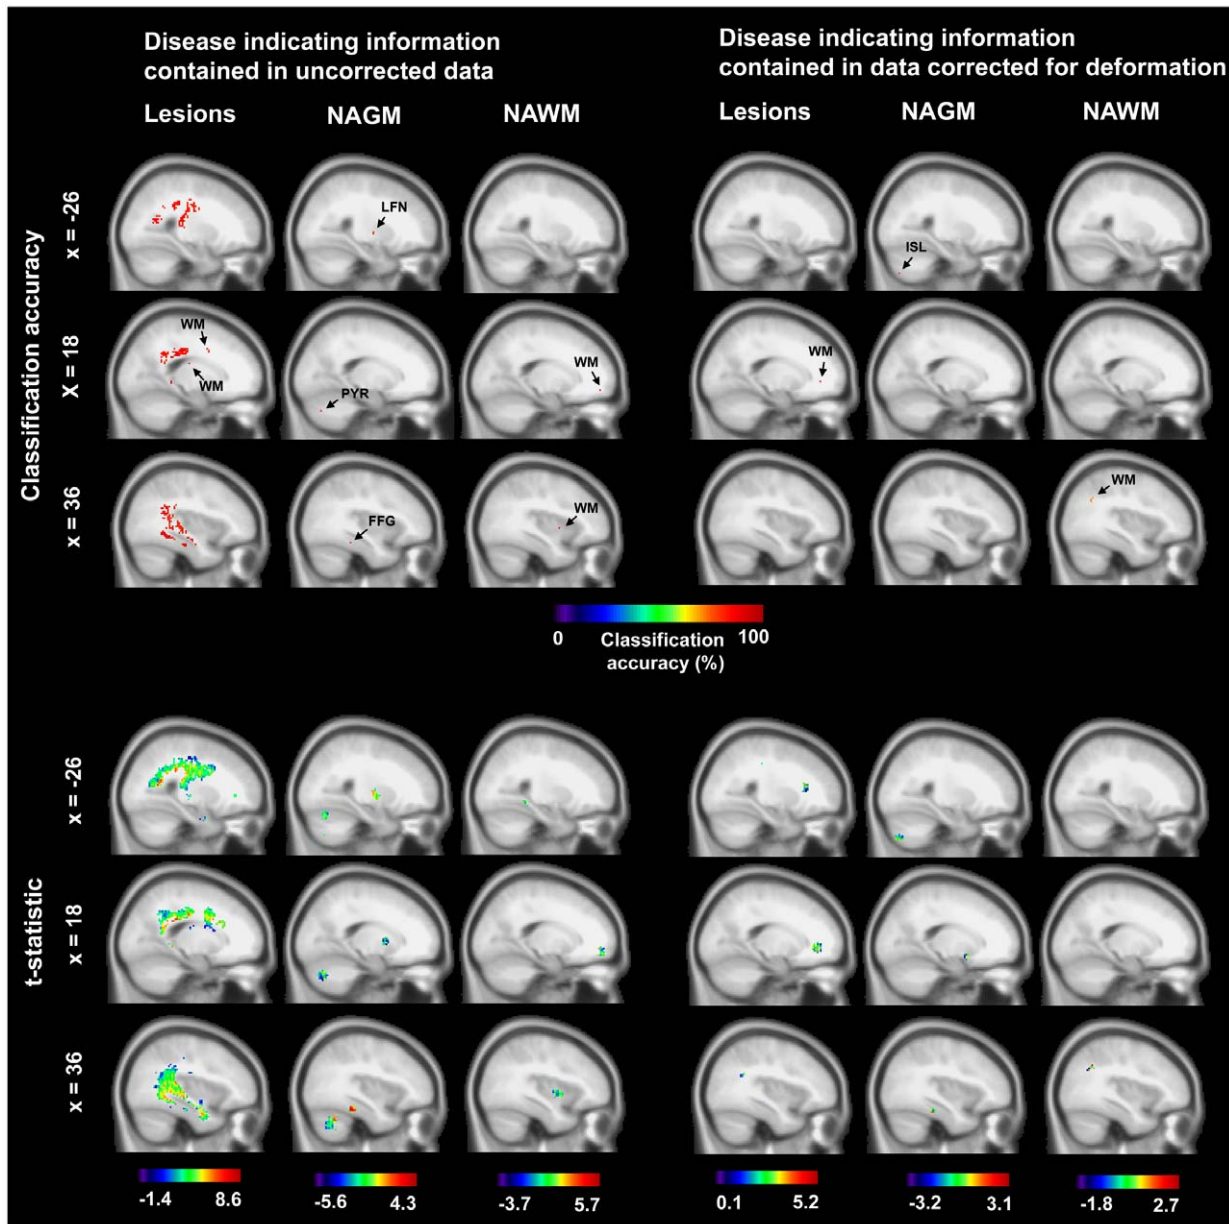 Disease indicating information
contained in uncorrected data
Disease indicating information
contained in data corrected for deformation
Lesions NAGM NAWM Lesions NAGM NAWM
Classification accuracy
x = -26
LFN
ISL
X = 18
WM
WM
PYR
WM
WM
x = 36
FFG
WM
WM
0 Classification 100
accuracy (%)
t-statistic
x = -26
x = 18
x = 36
-1.4 8.6 -5.6 4.3 -3.7 5.7 0.1 5.2 -3.2 3.1 -1.8 2.7